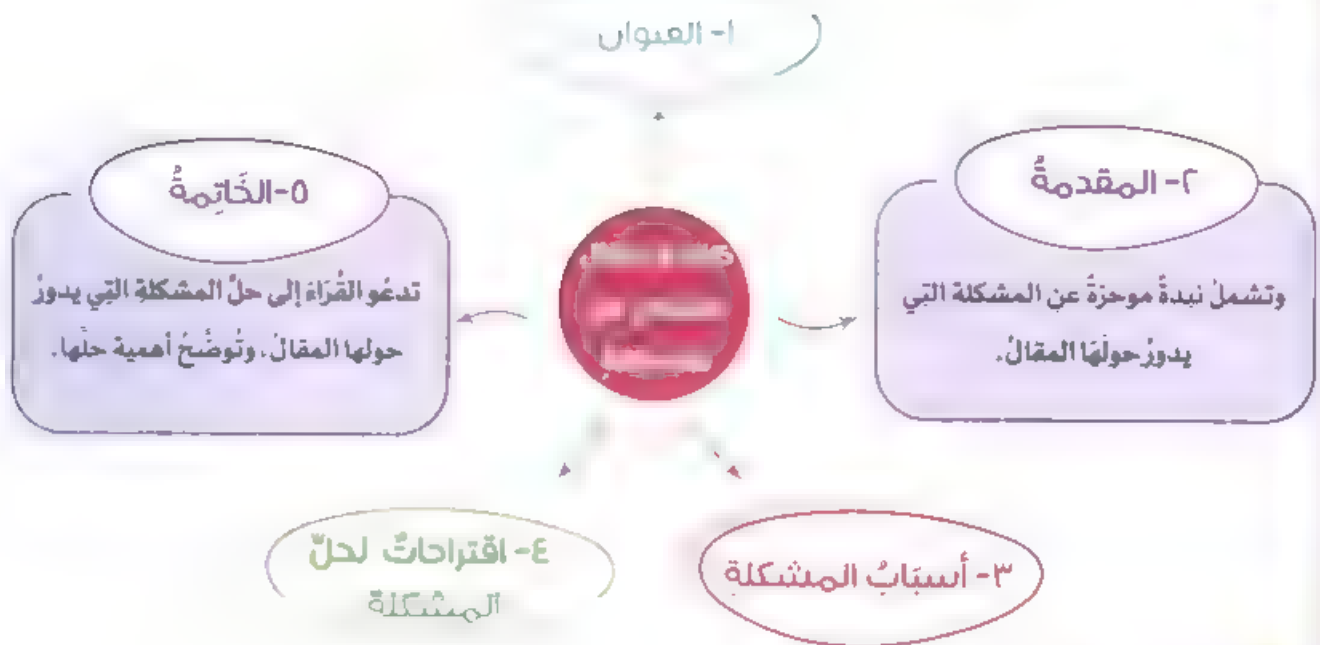 ١- العنوان
٢- المقدمةُ
وتشملُ نبذةً موجزةً عنِ المشكلة التي
يدورُ حولَهَا المقالُ.
٣- أسبَابُ المشكلةِ
٤- اقتراحاتٌ لحلِّ
المشكلة
٥-الخَاتِمةُ
تدعُو القُرَاءَ إلى حلِّ المشكلةِ التِي يدورُ
حولها المقالُ، وتُوضِّحُ أهمية حلِّها.